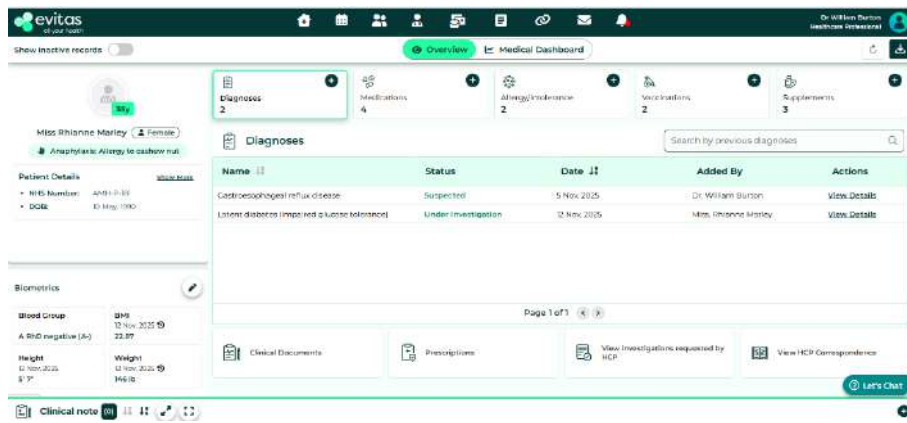 evitas
all your health
Dr William Burton
Healthcare Professional
Show inactive records
Overview
Medical Dashboard
35y
Miss Rhianne Marley
Female
Anaphylaxis: Allergy to cashew nut
Patient Details
Show More
NHS Number:
DOB: 10 May, 1990
Diagnoses
2
Medications
4
Allergy/Intolerance
2
Vaccinations
2
Supplements
3
Diagnoses
Search by previous diagnoses
Name
Status
Date
Added By
Actions
Gastroesophageal reflux disease
Suspected
5 Nov, 2025
Dr. William Burton
View Details
Latent diabetes (impaired glucose tolerance)
Under Investigation
12 Nov, 2025
Miss. Rhianne Marley
View Details
Page 1 of 1
Biometrics
Blood Group
A RhD negative (A-)
BMI
12 Nov, 2025
22.87
Height
12 Nov, 2025
5' 7"
Weight
12 Nov, 2025
146 lb
Clinical Documents
Prescriptions
View Investigations requested by
HCP
View HCP Correspondence
Let's Chat
Clinical note (0)